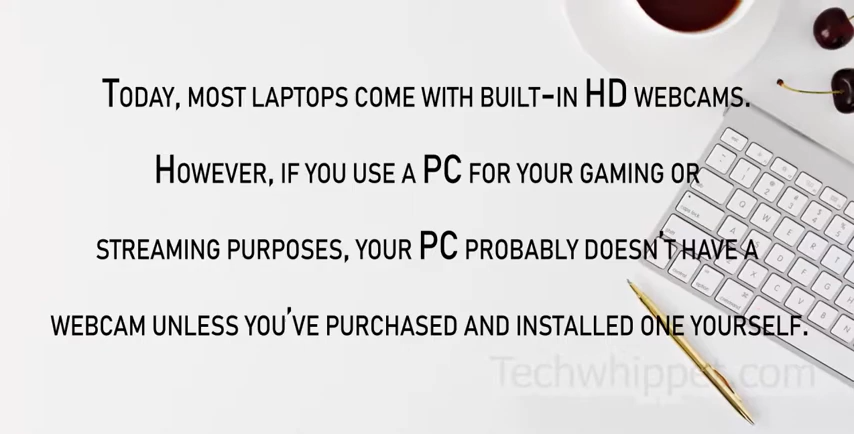 Today, most laptops come with built-in HD webcams.
However, if you use a PC for your gaming or
streaming purposes, your PC probably doesn't have a
webcam unless you've purchased and installed one yourself.
Techwhippet.com